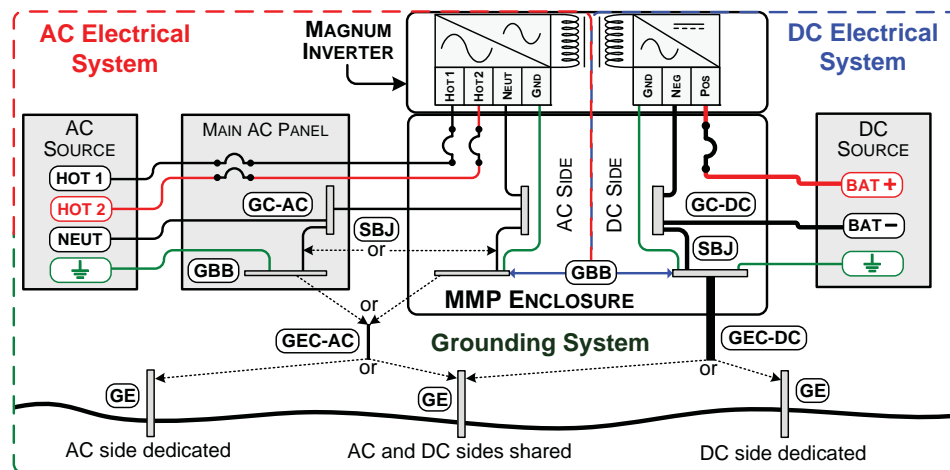 AC Electrical
System
MAGNUM
INVERTER
DC Electrical
System
HOT 1
HOT 2
NEUT
GND
GND
NEG
POS
AC
SOURCE
MAIN AC PANEL
DC
SOURCE
HOT 1
HOT 2
NEUT
GC-AC
SBJ
or
GBB
AC SIDE
DC SIDE
GC-DC
SBJ
BAT +
BAT −
GBB
MMP ENCLOSURE
or
GEC-AC
or
Grounding System
GEC-DC
or
GE
GE
GE
AC side dedicated
AC and DC sides shared
DC side dedicated